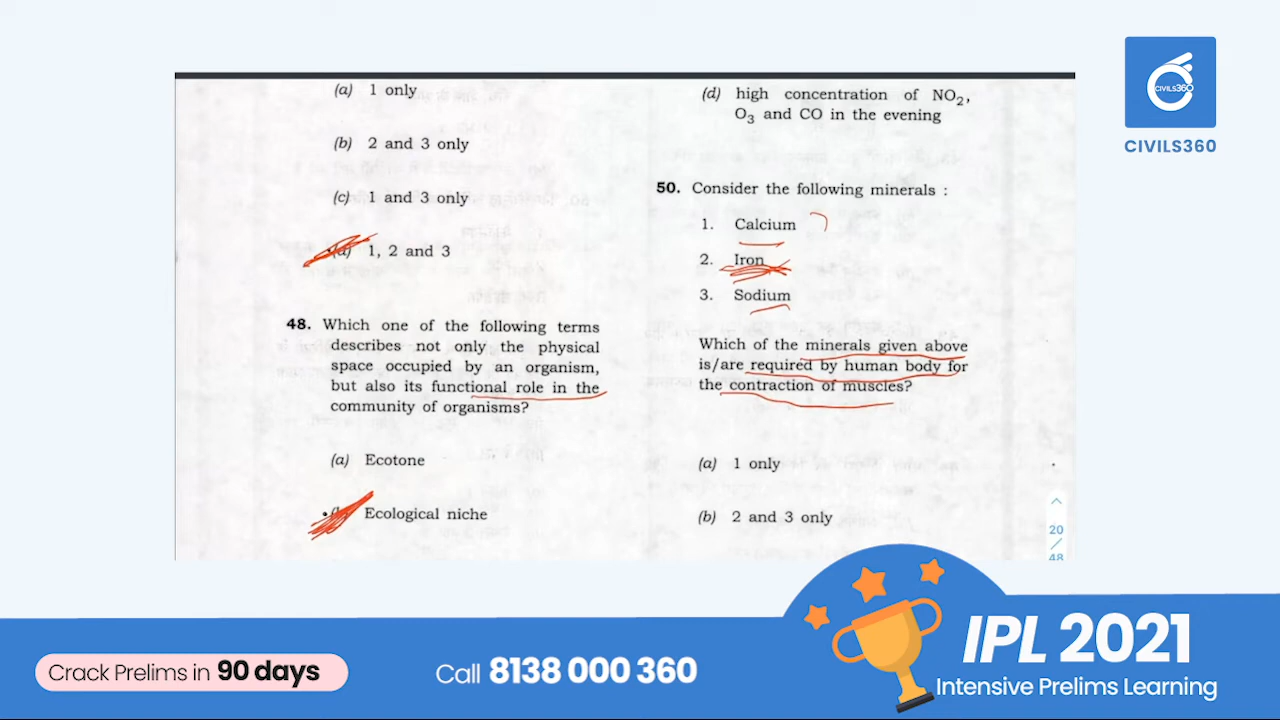 (a) 1 only
(b) 2 and 3 only
(c) 1 and 3 only
(d) 1, 2 and 3
48. Which one of the following terms
describes not only the physical
space occupied by an organism,
but also its functional role in the
community of organisms?
(a) Ecotone
Ecological niche
(d) high concentration of NO2,
O3 and CO in the evening
50. Consider the following minerals :
1. Calcium
2. Iron
3. Sodium
Which of the minerals given above
is/are required by human body for
the contraction of muscles?
(a) 1 only
(b) 2 and 3 only
20
/
48
CIVILS360
CIVILS360
Crack Prelims in 90 days
Call 8138 000 360
IPL 2021
Intensive Prelims Learning